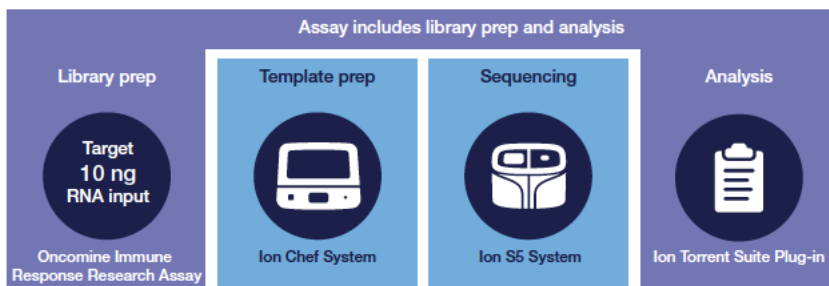 Assay includes library prep and analysis
Library prep
Target
10 ng
RNA input
Oncomine Immune
Response Research Assay
Template prep
Ion Chef System
Sequencing
Ion S5 System
Analysis
Ion Torrent Suite Plug-in